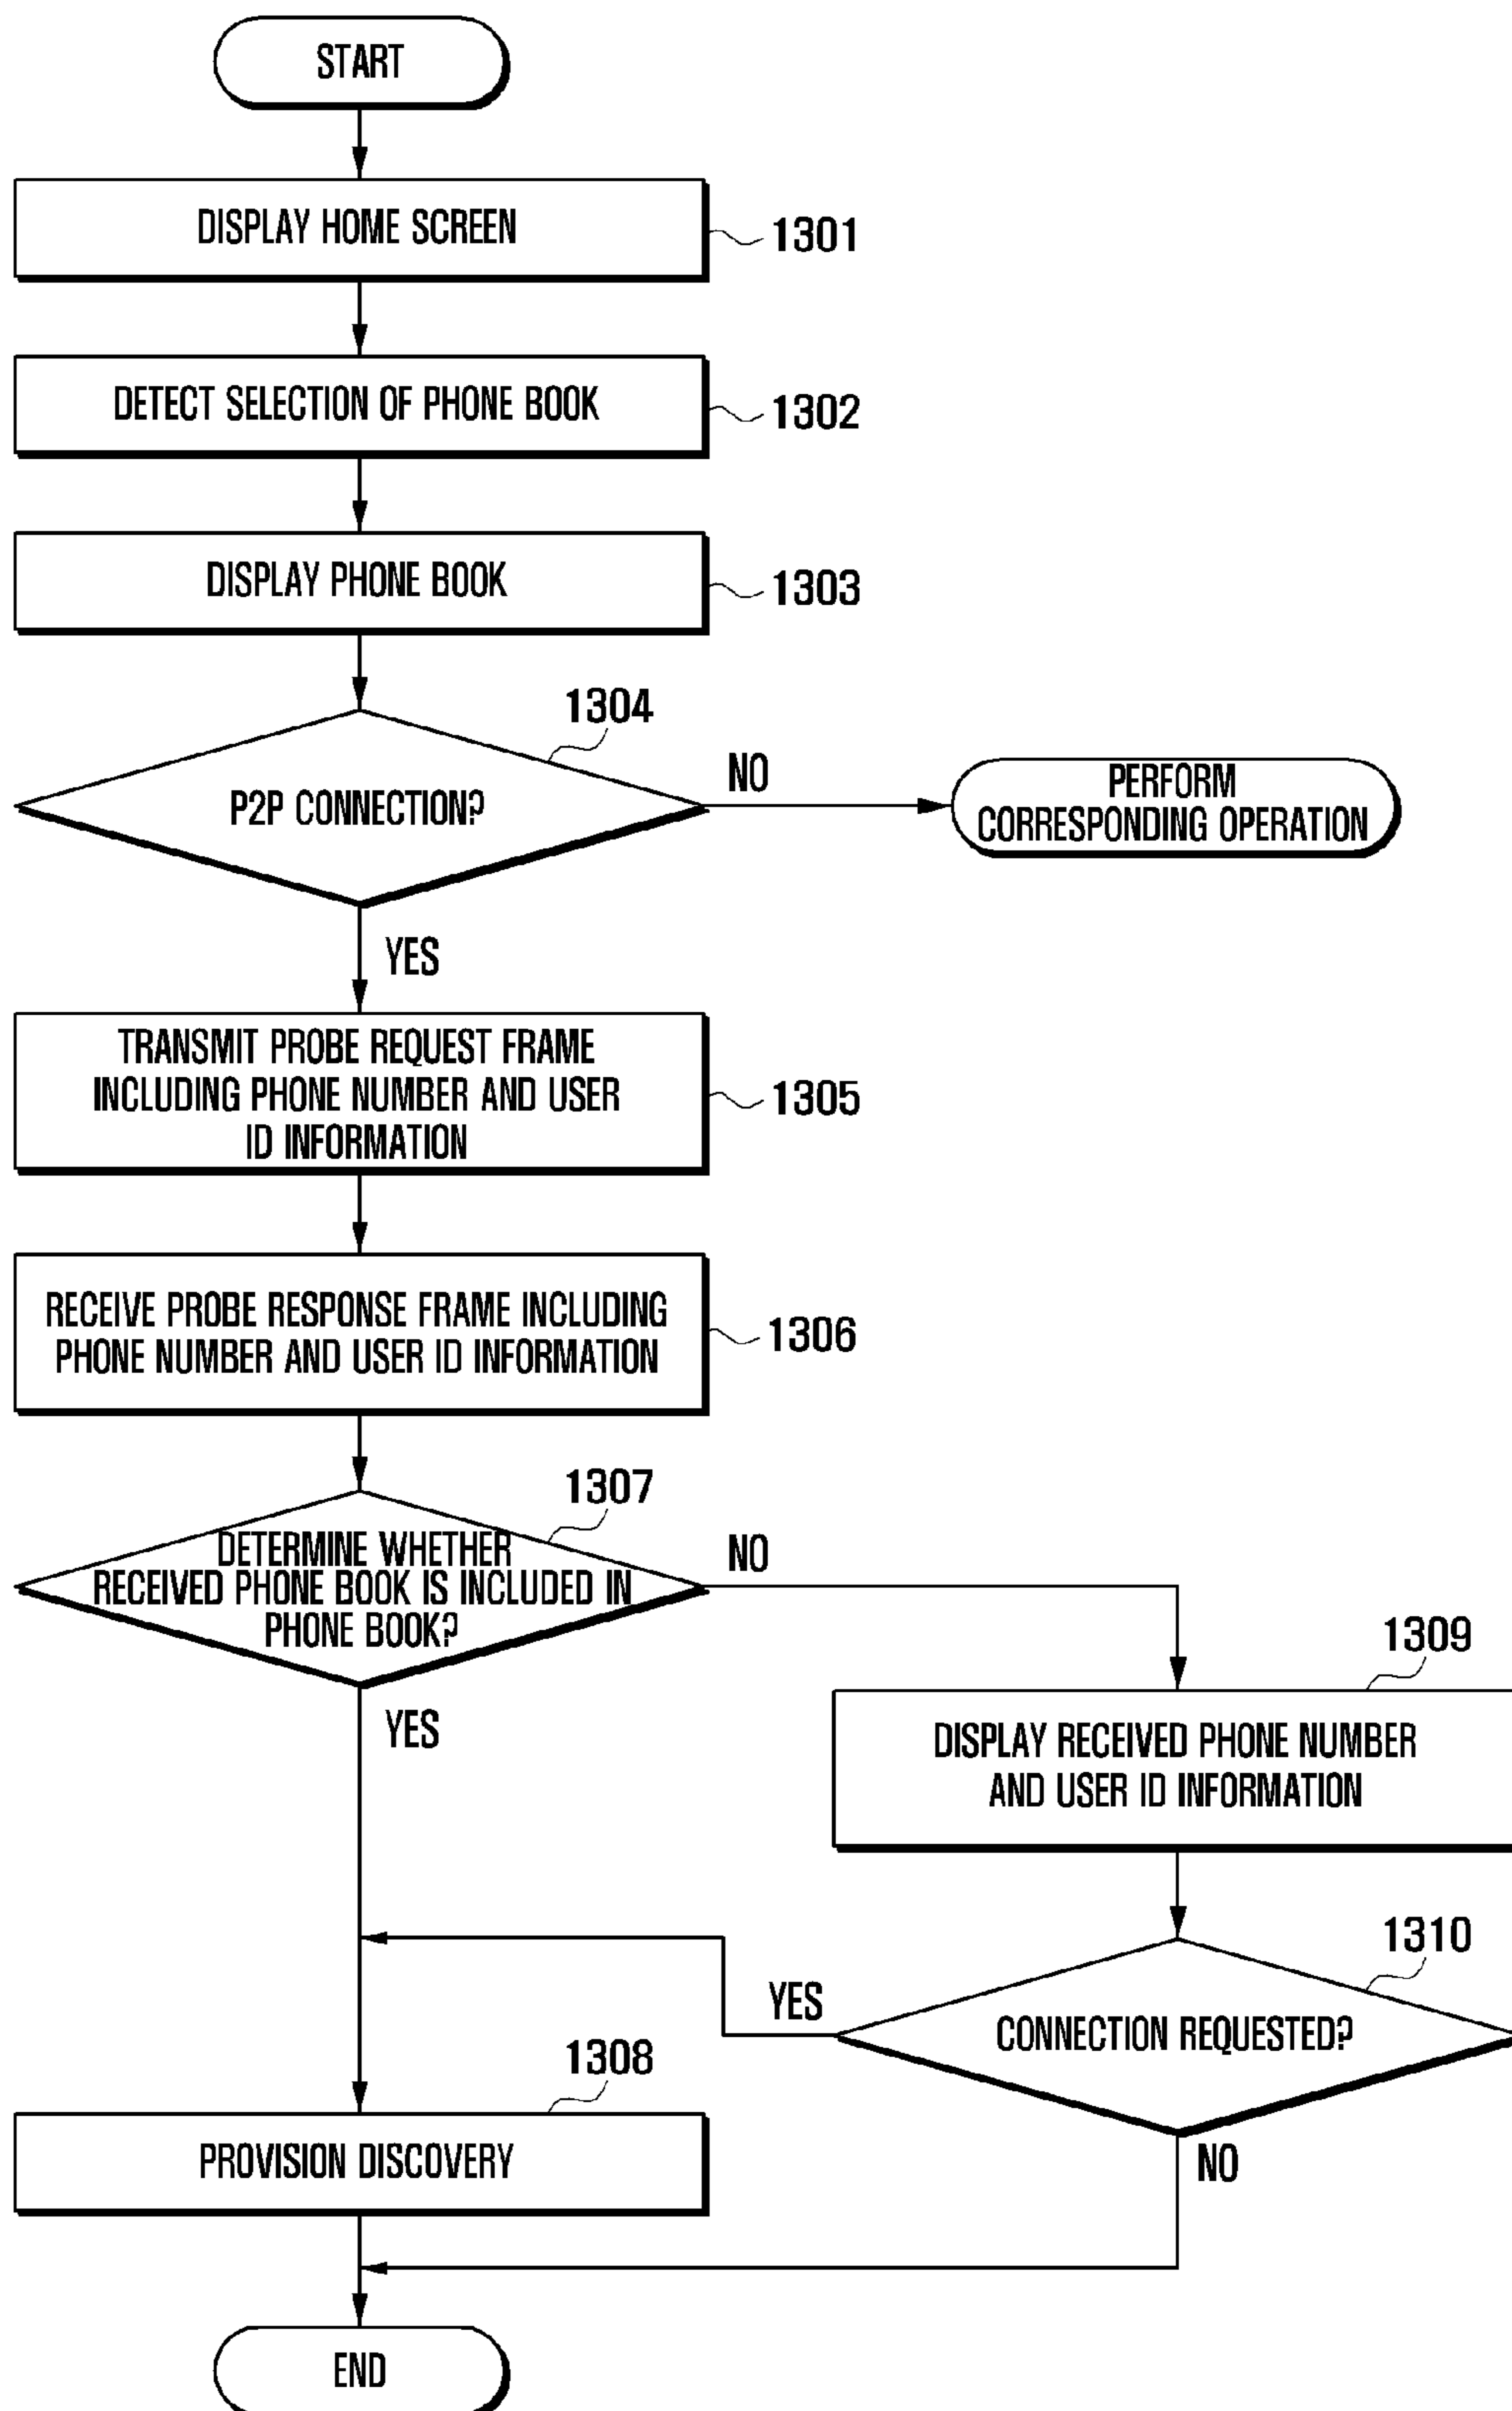 START
DISPLAY HOME SCREEN
1301
DETECT SELECTION OF PHONE BOOK
1302
DISPLAY PHONE BOOK
1303
1304
P2P CONNECTION?
NO
PERFORM
CORRESPONDING OPERATION
YES
TRANSMIT PROBE REQUEST FRAME
INCLUDING PHONE NUMBER AND USER
ID INFORMATION
1305
RECEIVE PROBE RESPONSE FRAME INCLUDING
PHONE NUMBER AND USER ID INFORMATION
1306
1307
DETERMINE WHETHER
RECEIVED PHONE BOOK IS INCLUDED IN
PHONE BOOK?
NO
YES
1309
DISPLAY RECEIVED PHONE NUMBER
AND USER ID INFORMATION
1310
CONNECTION REQUESTED?
YES
NO
1308
PROVISION DISCOVERY
END